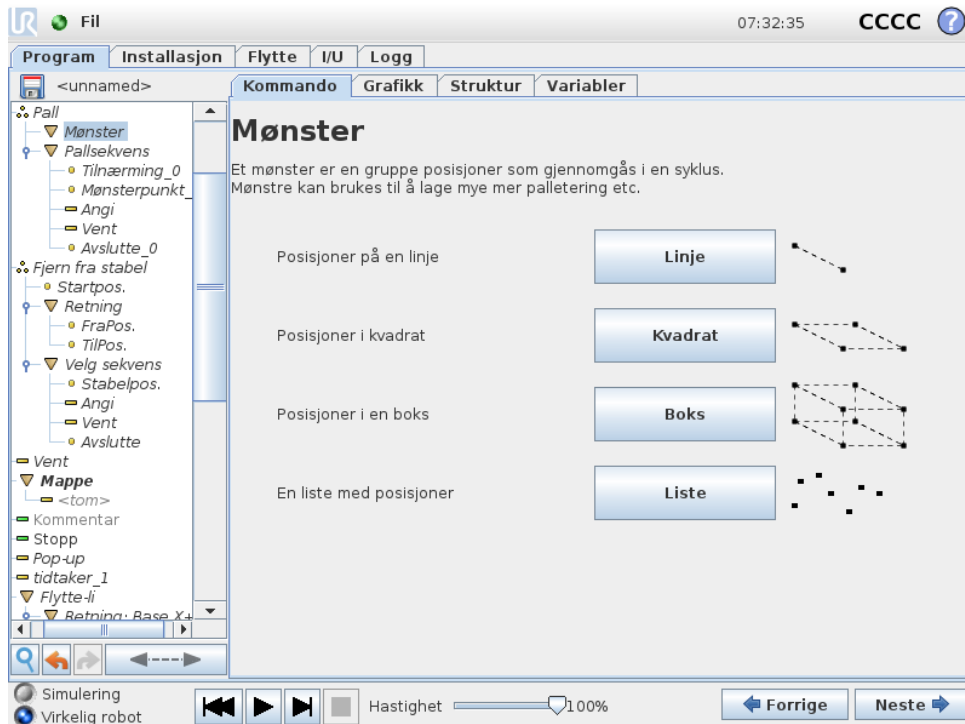 UR Fil 07:32:35 CCCC ?
Program Installasjon Flytte I/U Logg
<unnamed>
Kommando Grafikk Struktur Variabler
Pall
Mønster
Pallsekvens
Tilnærming_0
Mønsterpunkt_
Angi
Vent
Avslutte_0
Fjern fra stabel
Startpos.
Retning
FraPos.
TilPos.
Velg sekvens
Stabelpos.
Angi
Vent
Avslutte
Vent
Mappe
<tom>
Kommentar
Stopp
Pop-up
tidtaker_1
Flytte-li
Retning: Base X+
Mønster
Et mønster er en gruppe posisjoner som gjennomgås i en syklus.
Mønstre kan brukes til å lage mye mer palletering etc.
Posisjoner på en linje Linje
Posisjoner i kvadrat Kvadrat
Posisjoner i en boks Boks
En liste med posisjoner Liste
Simulering
Virkelig robot
Hastighet 100%
Forrige Neste